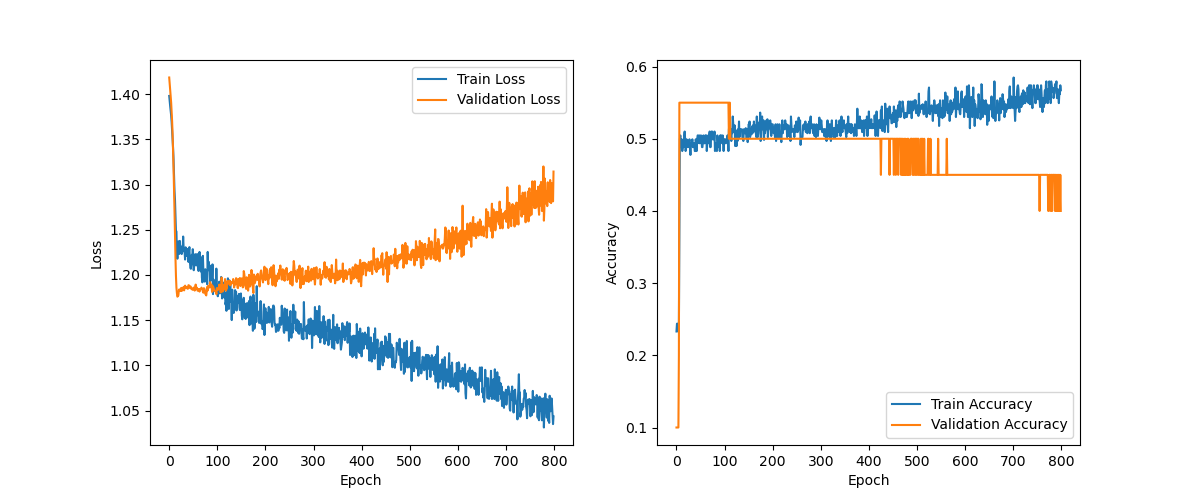 1.40
1.35
1.30
1.25
1.20
1.15
1.10
1.05
Loss
0 100 200 300 400 500 600 700 800
Epoch
Train Loss
Validation Loss
0.6
0.5
0.4
0.3
0.2
0.1
Accuracy
0 100 200 300 400 500 600 700 800
Epoch
Train Accuracy
Validation Accuracy